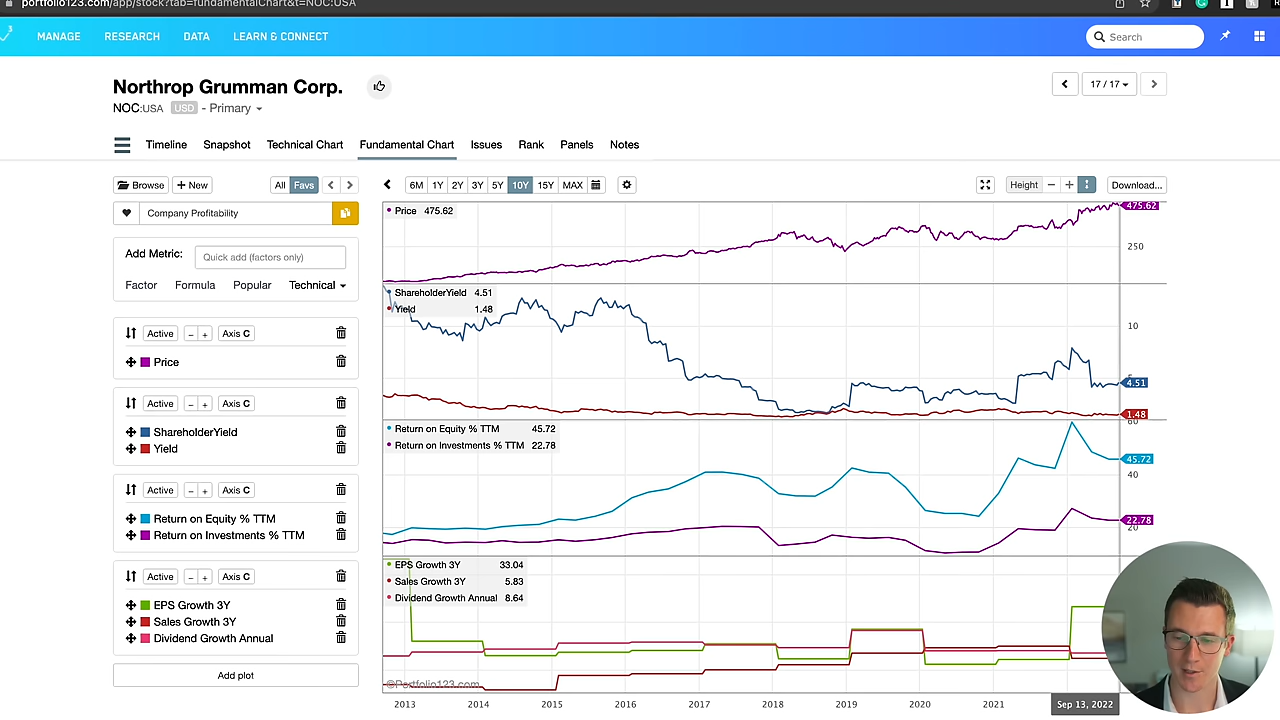 portfolio123.com/app/stock?tab=fundamentalChart&t=NOC:USA
MANAGE RESEARCH DATA LEARN & CONNECT Search
Northrop Grumman Corp.
NOC:USA USD - Primary
17 / 17
Timeline Snapshot Technical Chart Fundamental Chart Issues Rank Panels Notes
Browse + New All Favs
6M 1Y 2Y 3Y 5Y 10Y 15Y MAX Height − + Download...
Company Profitability
Add Metric: Quick add (factors only)
Factor Formula Popular Technical
Active − + Axis C
Price
Active − + Axis C
ShareholderYield
Yield
Active − + Axis C
Return on Equity % TTM
Return on Investments % TTM
Active − + Axis C
EPS Growth 3Y
Sales Growth 3Y
Dividend Growth Annual
Add plot
Price 475.62
475.62
250
ShareholderYield 4.51
Yield 1.48
10
4.51
1.48
60
Return on Equity % TTM 45.72
Return on Investments % TTM 22.78
45.72
40
22.78
20
EPS Growth 3Y 33.04
Sales Growth 3Y 5.83
Dividend Growth Annual 8.64
©Portfolio123.com
2013 2014 2015 2016 2017 2018 2019 2020 2021 Sep 13, 2022